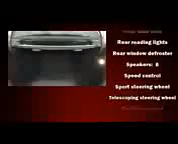 Rear reading lights
Rear window defroster
Speakers: 8
Speed control
Sport steering wheel
Telescoping steering wheel